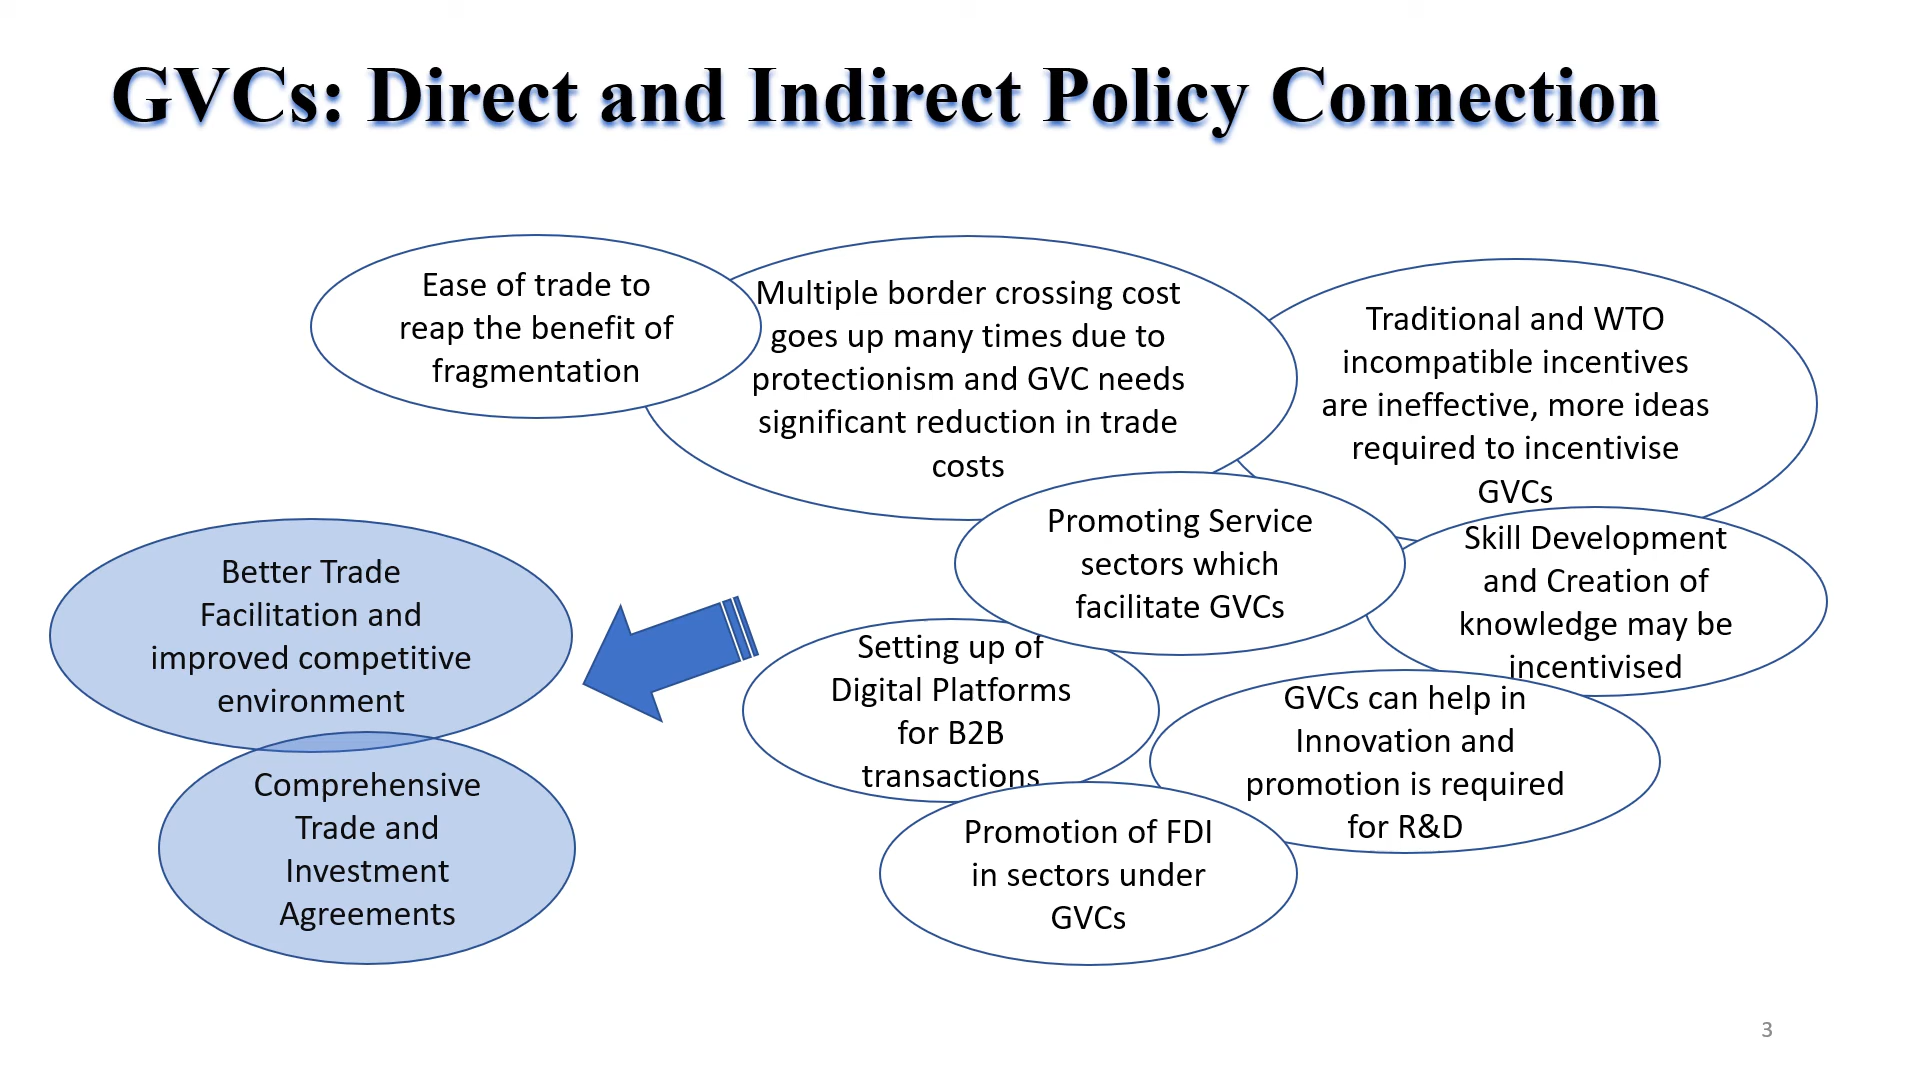 GVCs: Direct and Indirect Policy Connection
Ease of trade to
reap the benefit of
fragmentation
Multiple border crossing cost
goes up many times due to
protectionism and GVC needs
significant reduction in trade
costs
Traditional and WTO
incompatible incentives
are ineffective, more ideas
required to incentivise
GVCs
Promoting Service
sectors which
facilitate GVCs
Skill Development
and Creation of
knowledge may be
incentivised
Better Trade
Facilitation and
improved competitive
environment
Setting up of
Digital Platforms
for B2B
transactions
GVCs can help in
Innovation and
promotion is required
for R&D
Comprehensive
Trade and
Investment
Agreements
Promotion of FDI
in sectors under
GVCs
3